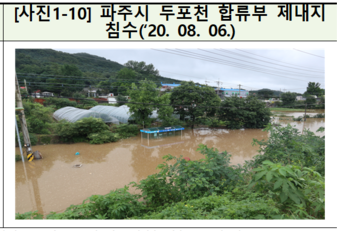 [사진1-10] 파주시 두포천 합류부 제내지
침수('20. 08. 06.)